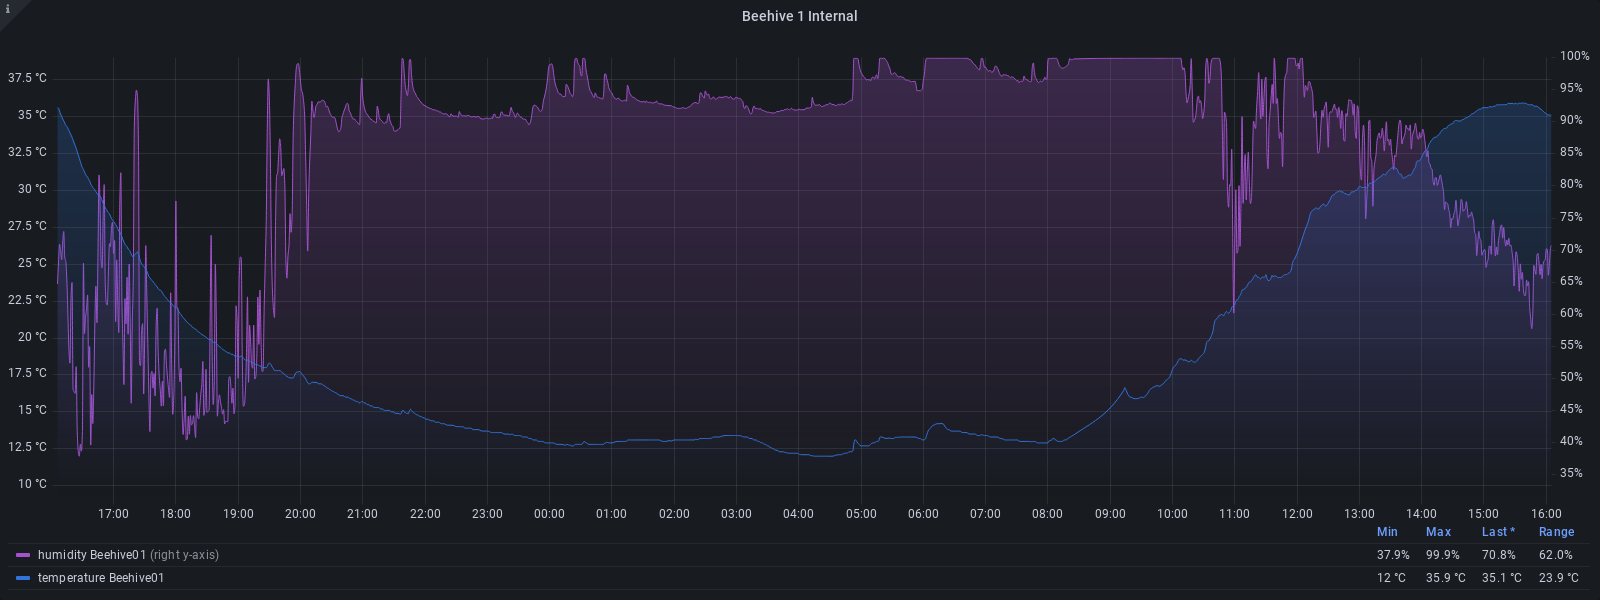 i
Beehive 1 Internal
37.5 °C
35 °C
32.5 °C
30 °C
27.5 °C
25 °C
22.5 °C
20 °C
17.5 °C
15 °C
12.5 °C
10 °C
100%
95%
90%
85%
80%
75%
70%
65%
60%
55%
50%
45%
40%
35%
17:00 18:00 19:00 20:00 21:00 22:00 23:00 00:00 01:00 02:00 03:00 04:00 05:00 06:00 07:00 08:00 09:00 10:00 11:00 12:00 13:00 14:00 15:00 16:00
Min Max Last * Range
humidity Beehive01 (right y-axis) 37.9% 99.9% 70.8% 62.0%
temperature Beehive01 12 °C 35.9 °C 35.1 °C 23.9 °C